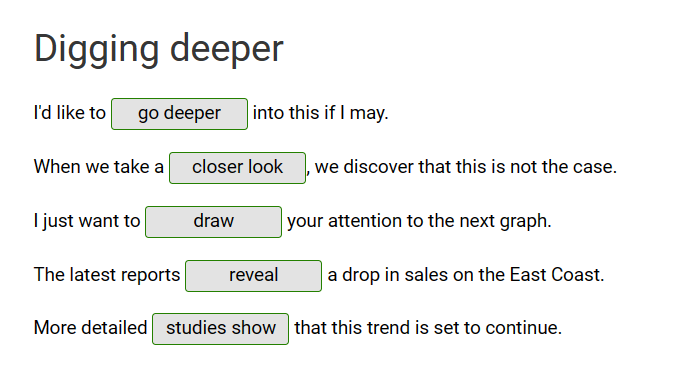 Digging deeper
I'd like to go deeper into this if I may.
When we take a closer look, we discover that this is not the case.
I just want to draw your attention to the next graph.
The latest reports reveal a drop in sales on the East Coast.
More detailed studies show that this trend is set to continue.